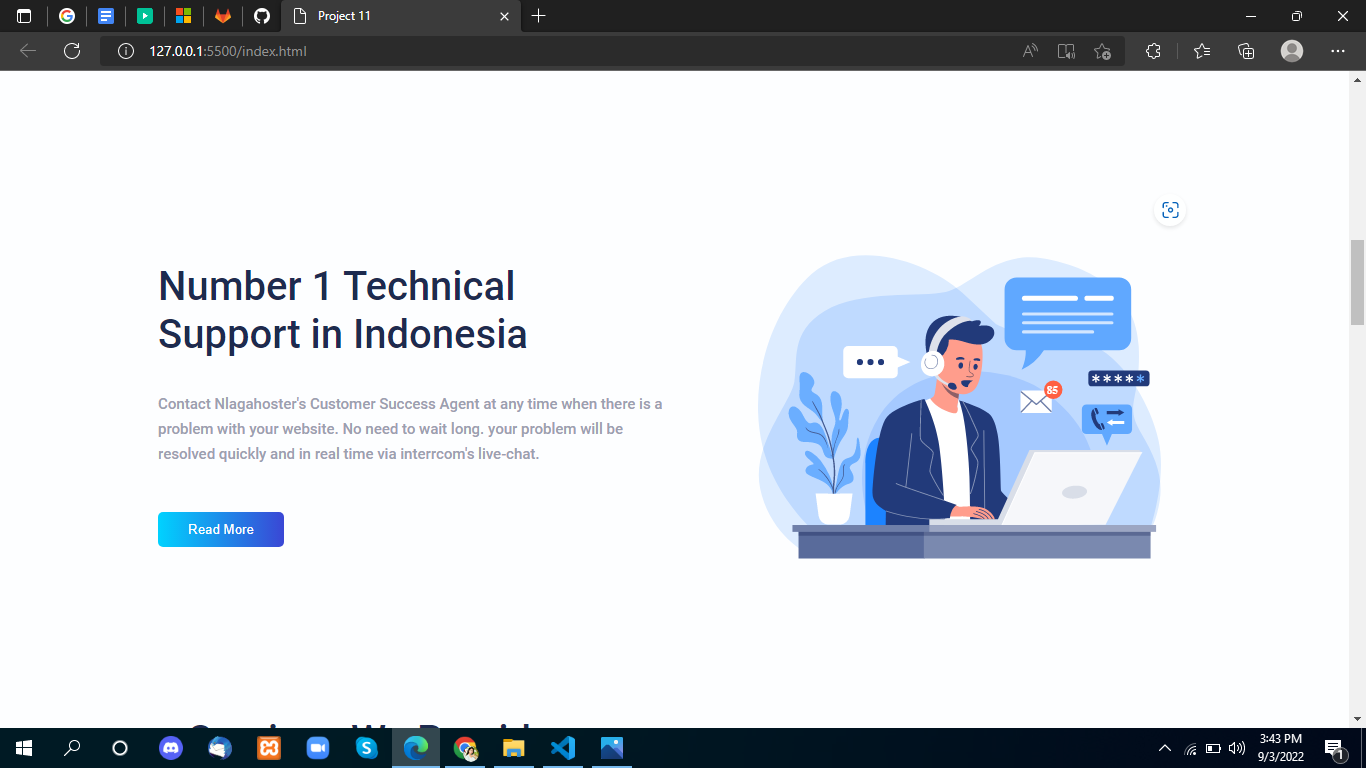 Project 11
127.0.0.1:5500/index.html
Number 1 Technical
Support in Indonesia
Contact Nlagahoster's Customer Success Agent at any time when there is a
problem with your website. No need to wait long. your problem will be
resolved quickly and in real time via interrcom's live-chat.
Read More
85
*****
3:43 PM
9/3/2022
1